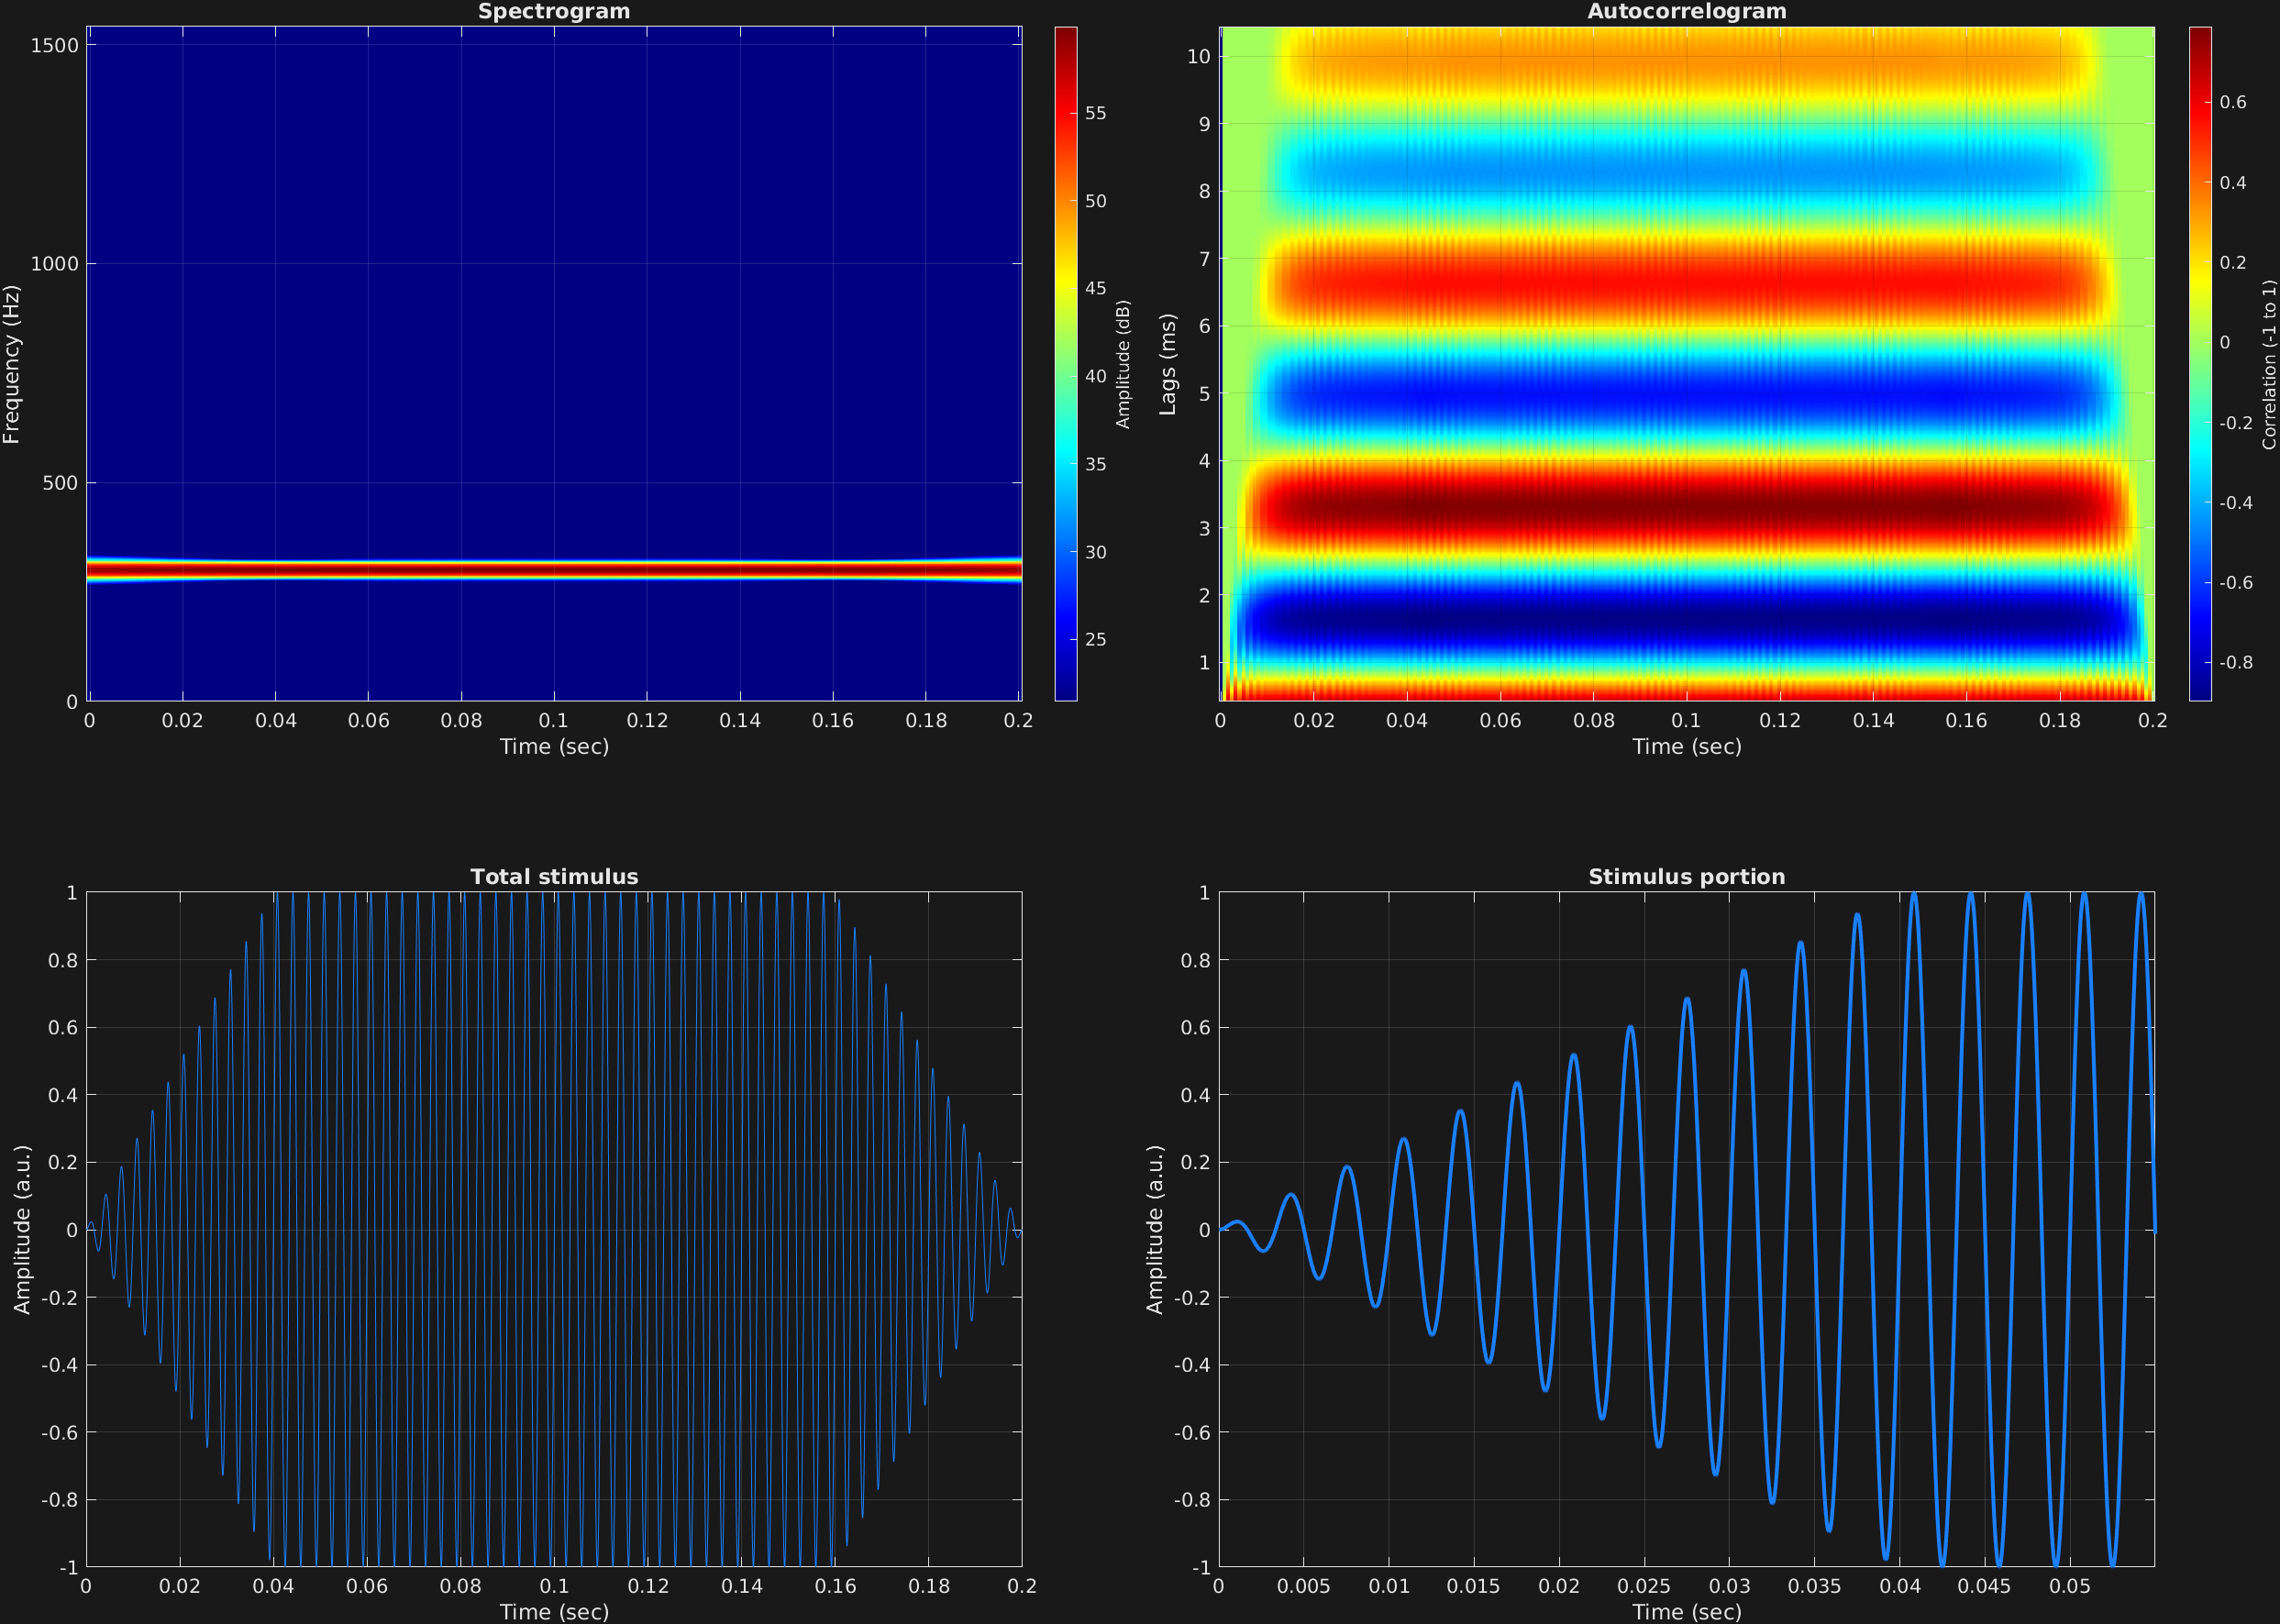 Spectrogram
1500
1000
500
0
Frequency (Hz)
0 0.02 0.04 0.06 0.08 0.1 0.12 0.14 0.16 0.18 0.2
Time (sec)
55
50
45
40
35
30
25
Amplitude (dB)
Autocorrelogram
10
9
8
7
6
5
4
3
2
1
Lags (ms)
0 0.02 0.04 0.06 0.08 0.1 0.12 0.14 0.16 0.18 0.2
Time (sec)
0.6
0.4
0.2
0
-0.2
-0.4
-0.6
-0.8
Correlation (-1 to 1)
Total stimulus
1
0.8
0.6
0.4
0.2
0
-0.2
-0.4
-0.6
-0.8
-1
Amplitude (a.u.)
0 0.02 0.04 0.06 0.08 0.1 0.12 0.14 0.16 0.18 0.2
Time (sec)
Stimulus portion
1
0.8
0.6
0.4
0.2
0
-0.2
-0.4
-0.6
-0.8
-1
Amplitude (a.u.)
0 0.005 0.01 0.015 0.02 0.025 0.03 0.035 0.04 0.045 0.05
Time (sec)